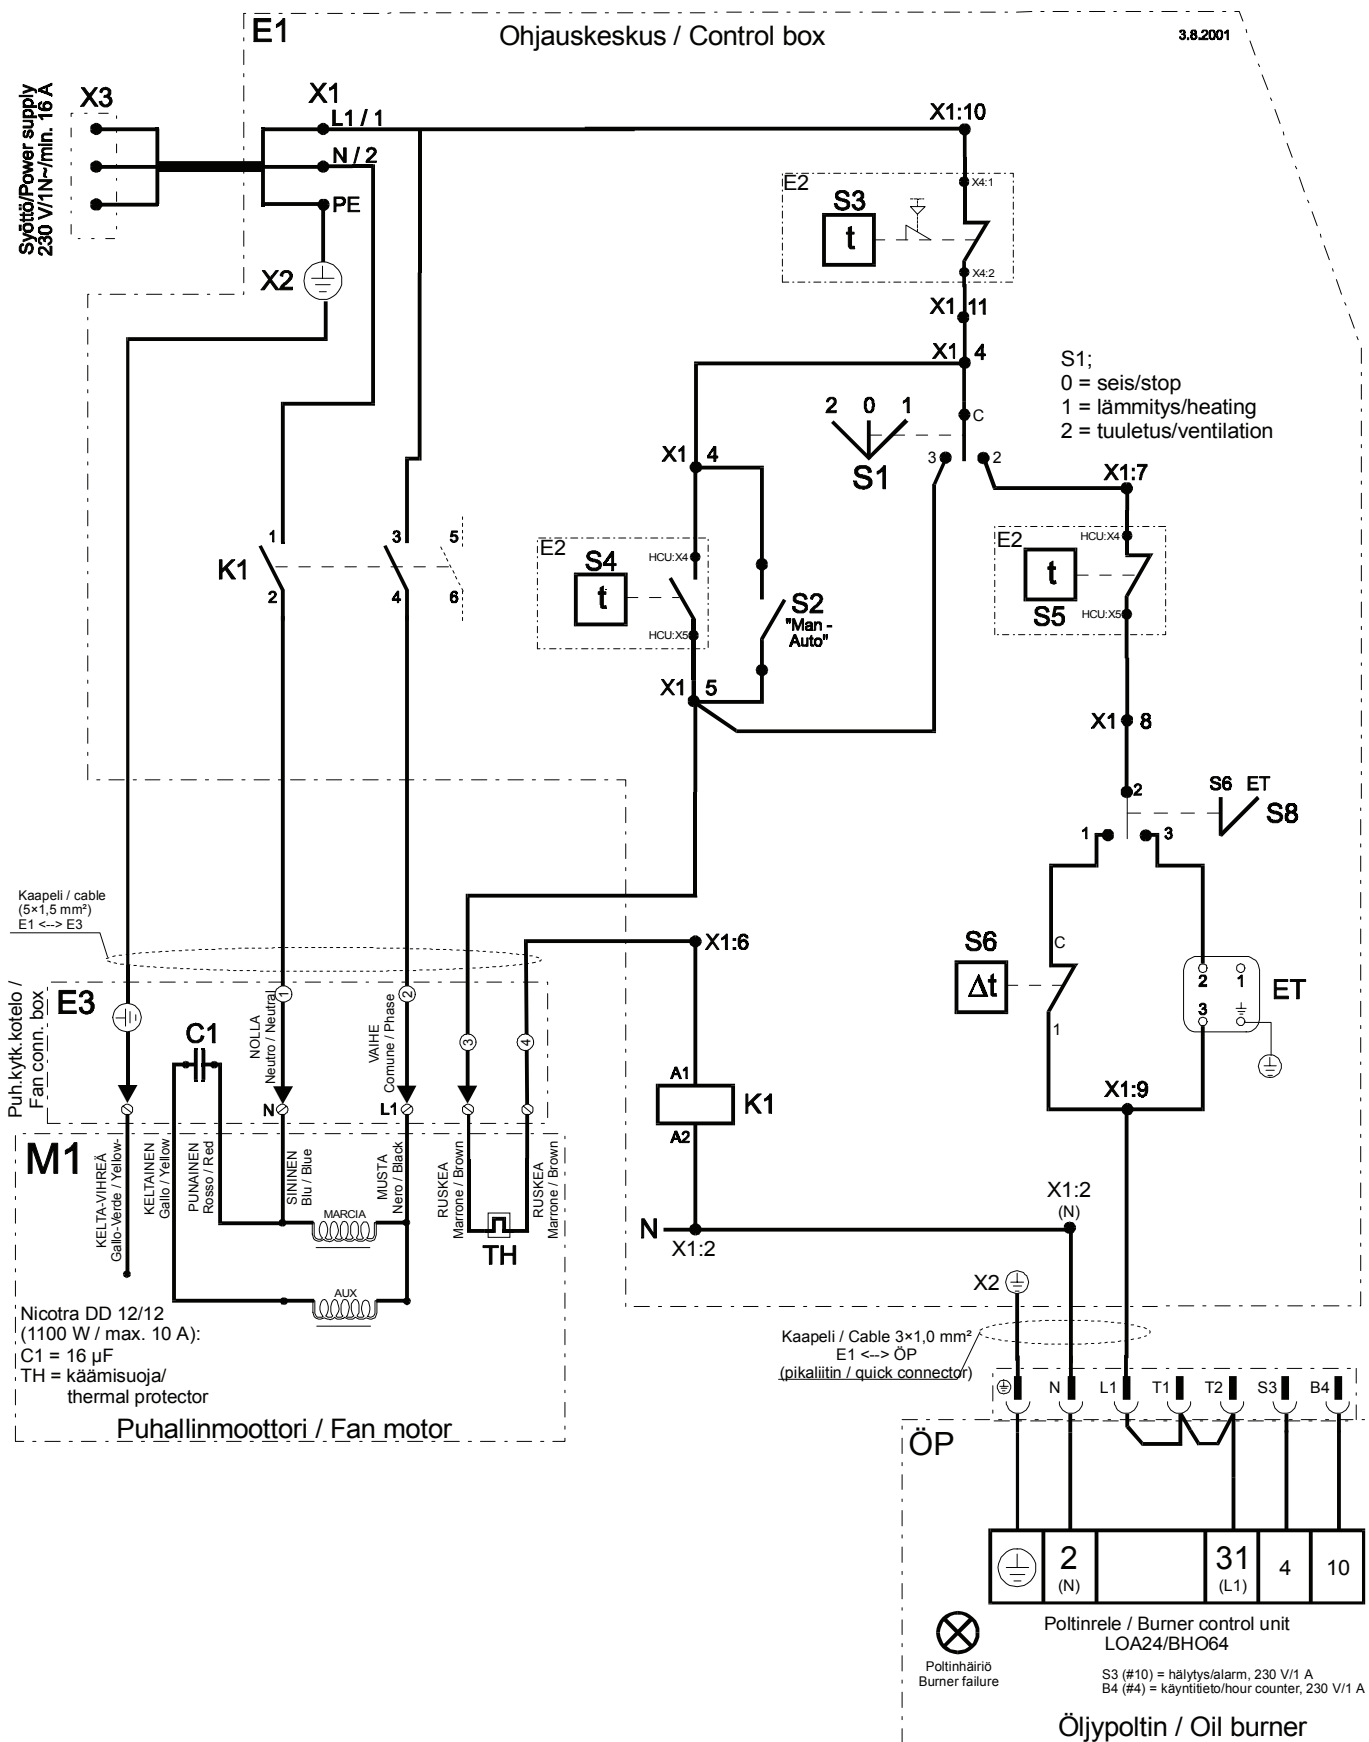 E1
Ohjauskeskus / Control box
3.8.2001
Syöttö/Power supply
230 V/1N~/min. 16 A
X3
X1
L1 / 1
N / 2
PE
X2
X1:10
E2
X4:1
S3
t
X4:2
X1 11
X1 4
S1;
0 = seis/stop
1 = lämmitys/heating
2 = tuuletus/ventilation
2 0 1
C
S1
3
2
X1 4
X1:7
K1
1
2
3
4
5
6
E2
HCU:X4
S4
t
HCU:X5
S2
"Man -
Auto"
E2
HCU:X4
t
S5
HCU:X5
X1 5
X1 8
2
S6 ET
S8
1
3
Kaapeli / cable
(5×1,5 mm²)
E1 <--> E3
X1:6
S6
C
Δt
1
2
1
3
ET
Puh.kytk.kotelo /
Fan conn. box
E3
C1
NOLLA
Neutro / Neutral
1
VAIHE
Comune / Phase
2
3
4
N
L1
A1
K1
A2
X1:9
M1
KELTA-VIHREÄ
Gallo-Verde / Yellow-
KELTAINEN
Gallo / Yellow
PUNAINEN
Rosso / Red
SININEN
Blu / Blue
MUSTA
Nero / Black
RUSKEA
Marrone / Brown
RUSKEA
Marrone / Brown
MARCIA
TH
AUX
N
X1:2
X1:2
(N)
X2
Nicotra DD 12/12
(1100 W / max. 10 A):
C1 = 16 µF
TH = käämisuoja/
thermal protector
Puhallinmoottori / Fan motor
Kaapeli / Cable 3×1,0 mm²
E1 <--> ÖP
(pikaliitin / quick connector)
N L1 T1 T2 S3 B4
ÖP
2
(N)
31
(L1)
4
10
Poltinhäiriö
Burner failure
Poltinrele / Burner control unit
LOA24/BHO64
S3 (#10) = hälytys/alarm, 230 V/1 A
B4 (#4) = käyntitieto/hour counter, 230 V/1 A
Öljypoltin / Oil burner